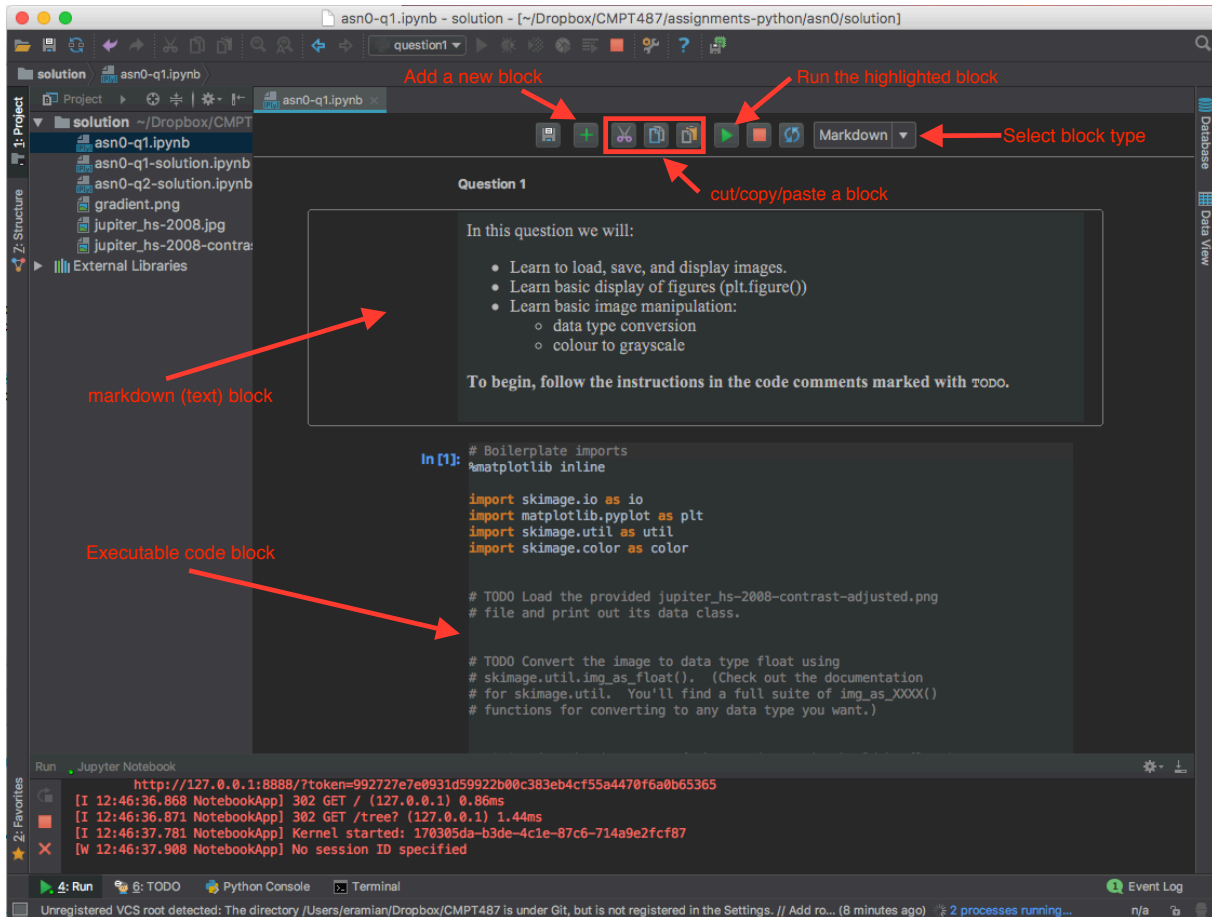 asn0-q1.ipynb - solution - [~/Dropbox/CMPT487/assignments-python/asn0/solution]
question1
solution asn0-q1.ipynb
Add a new block
Run the highlighted block
Project
asn0-q1.ipynb
1: Project
solution ~/Dropbox/CMPT
asn0-q1.ipynb
asn0-q1-solution.ipynb
asn0-q2-solution.ipynb
gradient.png
jupiter_hs-2008.jpg
jupiter_hs-2008-contra
External Libraries
Z: Structure
2: Favorites
Database
Data View
Markdown
Select block type
cut/copy/paste a block
Question 1
In this question we will:
• Learn to load, save, and display images.
• Learn basic display of figures (plt.figure())
• Learn basic image manipulation:
◦ data type conversion
◦ colour to grayscale
To begin, follow the instructions in the code comments marked with TODO.
markdown (text) block
In [1]:
# Boilerplate imports
%matplotlib inline
import skimage.io as io
import matplotlib.pyplot as plt
import skimage.util as util
import skimage.color as color
Executable code block
# TODO Load the provided jupiter_hs-2008-contrast-adjusted.png
# file and print out its data class.
# TODO Convert the image to data type float using
# skimage.util.img_as_float(). (Check out the documentation
# for skimage.util. You'll find a full suite of img_as_XXXX()
# functions for converting to any data type you want.)
Run Jupyter Notebook
http://127.0.0.1:8888/?token=992727e7e0931d59922b00c383eb4cf55a4470f6a0b65365
[I 12:46:36.868 NotebookApp] 302 GET / (127.0.0.1) 0.86ms
[I 12:46:36.871 NotebookApp] 302 GET /tree? (127.0.0.1) 1.44ms
[I 12:46:37.781 NotebookApp] Kernel started: 170305da-b3de-4c1e-87c6-714a9e2fcf87
[W 12:46:37.908 NotebookApp] No session ID specified
4: Run 6: TODO Python Console Terminal
1 Event Log
Unregistered VCS root detected: The directory /Users/eramian/Dropbox/CMPT487 is under Git, but is not registered in the Settings. // Add ro... (8 minutes ago) 2 processes running... n/a